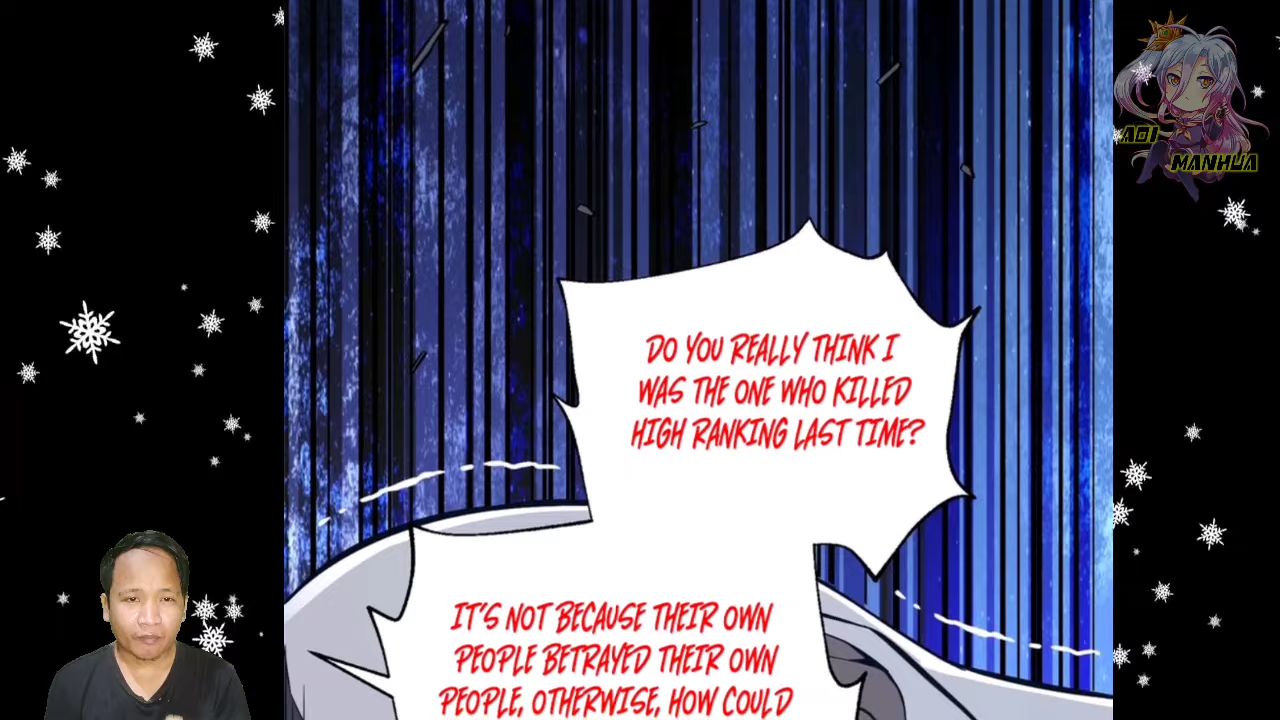 AOI
MANHUA
DO YOU REALLY THINK I
WAS THE ONE WHO KILLED
HIGH RANKING LAST TIME?
IT'S NOT BECAUSE THEIR OWN
PEOPLE BETRAYED THEIR OWN
PEOPLE, OTHERWISE, HOW COULD